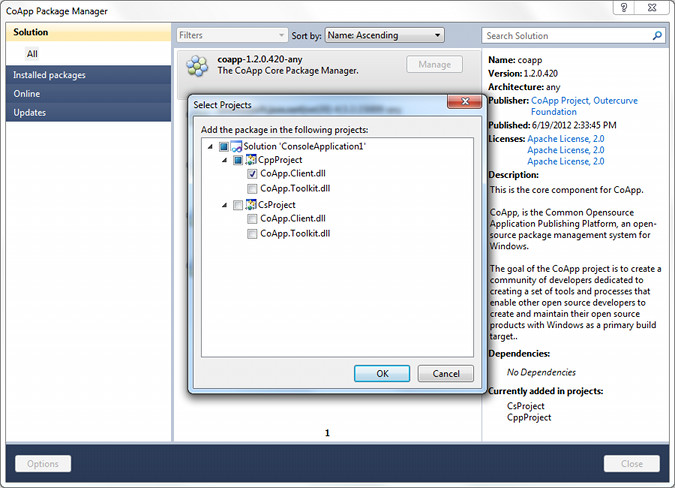 CoApp Package Manager
Solution
All
Installed packages
Online
Updates
Filters
Sort by: Name: Ascending
coapp-1.2.0.420-any
The CoApp Core Package Manager.
Manage
Select Projects
Add the package in the following projects:
Solution 'ConsoleApplication1'
CppProject
CoApp.Client.dll
CoApp.Toolkit.dll
CsProject
CoApp.Client.dll
CoApp.Toolkit.dll
OK
Cancel
1
Search Solution
Name: coapp
Version: 1.2.0.420
Architecture: any
Publisher: CoApp Project, Outercurve
Foundation
Published: 6/19/2012 2:33:45 PM
Licenses: Apache License, 2.0
Apache License, 2.0
Apache License, 2.0
Description:
This is the core component for CoApp.
CoApp, is the Common Opensource
Application Publishing Platform, an open-
source package management system for
Windows.
The goal of the CoApp project is to create a
community of developers dedicated to
creating a set of tools and processes that
enable other open source developers to
create and maintain their open source
products with Windows as a primary build
target..
Dependencies:
No Dependencies
Currently added in projects:
CsProject
CppProject
Options
Close